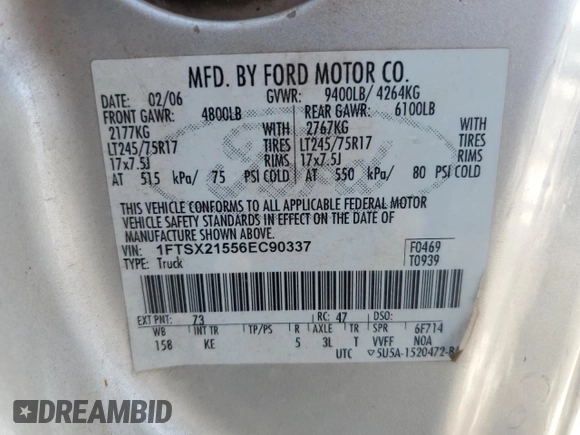 MFD. BY FORD MOTOR CO.
DATE: 02/06 GVWR: 9400LB/ 4264KG
FRONT GAWR: 4800LB REAR GAWR: 6100LB
2177KG WITH 2767KG WITH
LT245/75R17 TIRES LT245/75R17 TIRES
17x7.5J RIMS 17x7.5J RIMS
AT 515 kPa/ 75 PSI COLD AT 550 kPa/ 80 PSI COLD
THIS VEHICLE CONFORMS TO ALL APPLICABLE FEDERAL MOTOR
VEHICLE SAFETY STANDARDS IN EFFECT ON THE DATE OF
MANUFACTURE SHOWN ABOVE.
VIN: 1FTSX21556EC90337 F0469
TYPE: Truck T0939
EXT PNT: 73 RC: 47 DSO:
WB INT TR TP/PS R AXLE TR SPR 6F714
158 KE 5 3L T VVFF NOA
UTC 5U5A-1520472-BA
Ford
DREAMBID